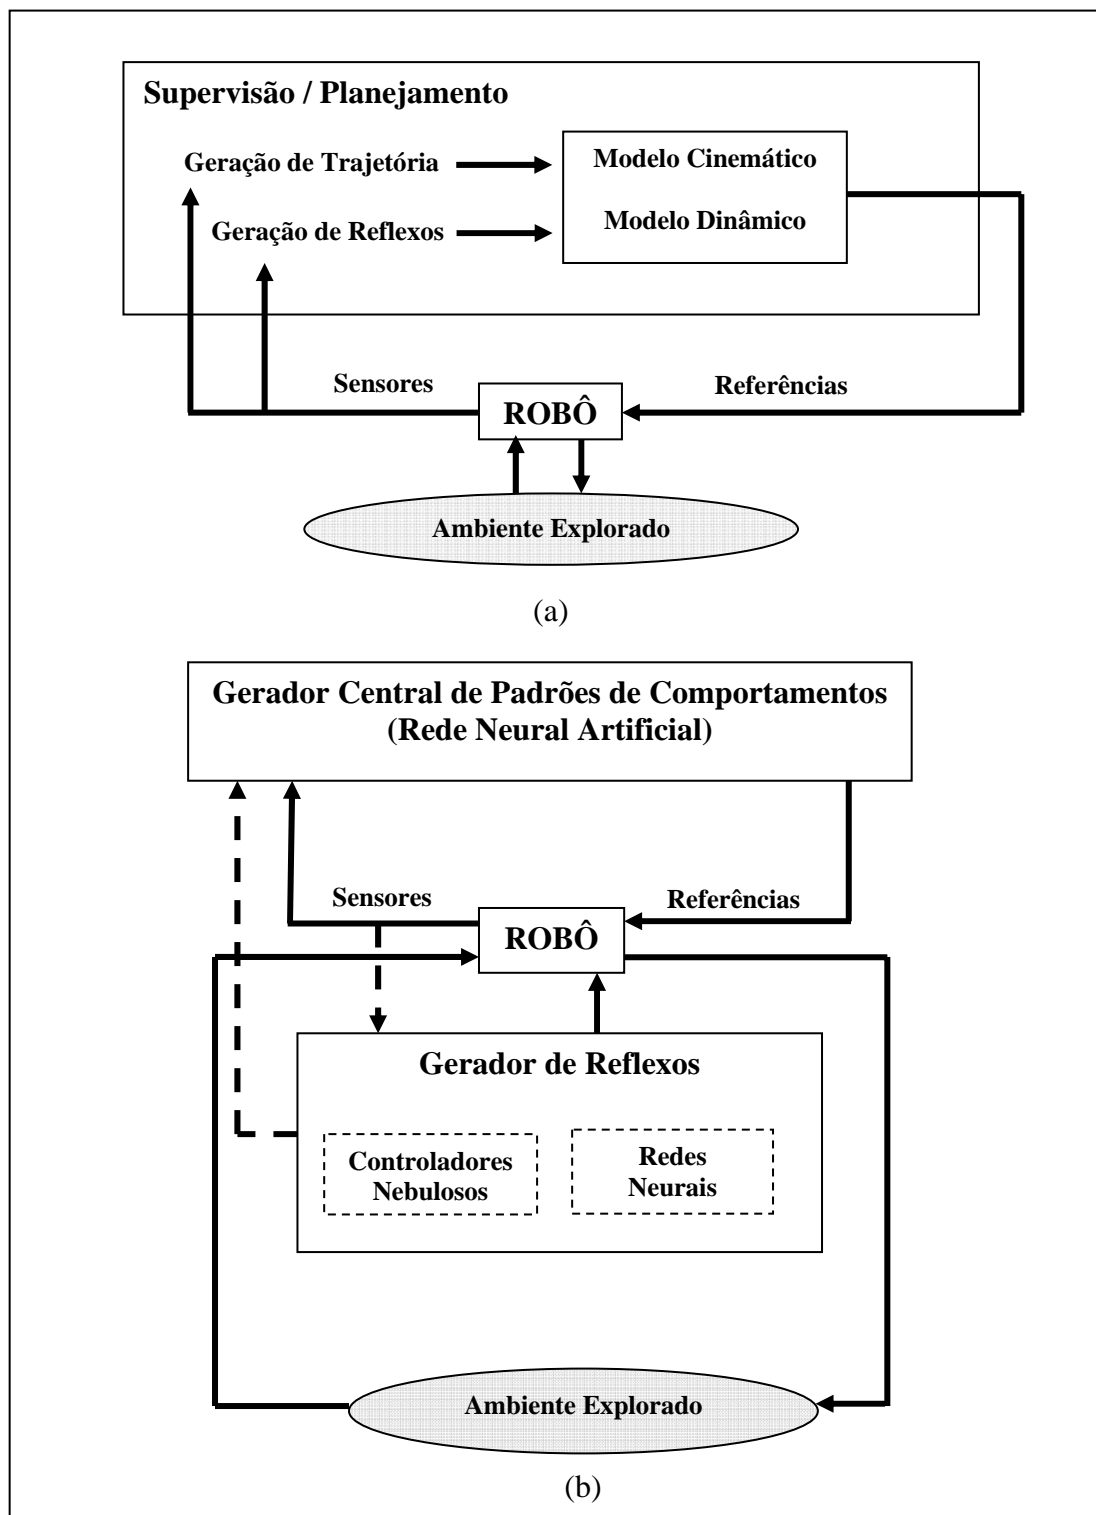 Supervisão / Planejamento
Geração de Trajetória
Modelo Cinemático
Geração de Reflexos
Modelo Dinâmico
Sensores
Referências
ROBÔ
Ambiente Explorado
(a)
Gerador Central de Padrões de Comportamentos
(Rede Neural Artificial)
Sensores
Referências
ROBÔ
Gerador de Reflexos
Controladores
Nebulosos
Redes
Neurais
Ambiente Explorado
(b)